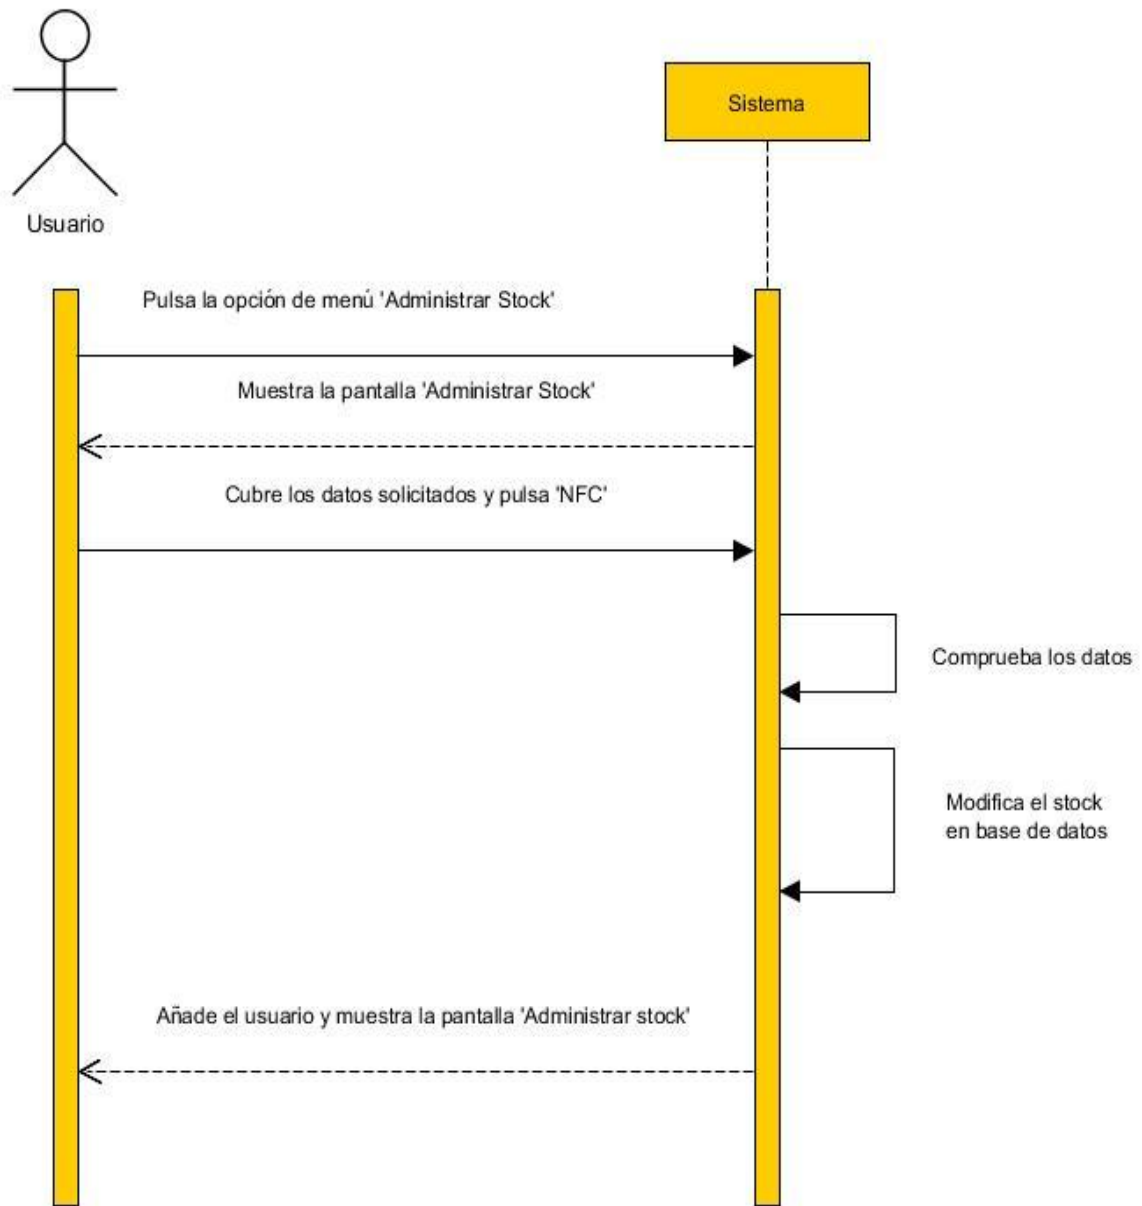 Sistema
Usuario
Pulsa la opción de menú 'Administrar Stock'
Muestra la pantalla 'Administrar Stock'
Cubre los datos solicitados y pulsa 'NFC'
Comprueba los datos
Modifica el stock
en base de datos
Añade el usuario y muestra la pantalla 'Administrar stock'